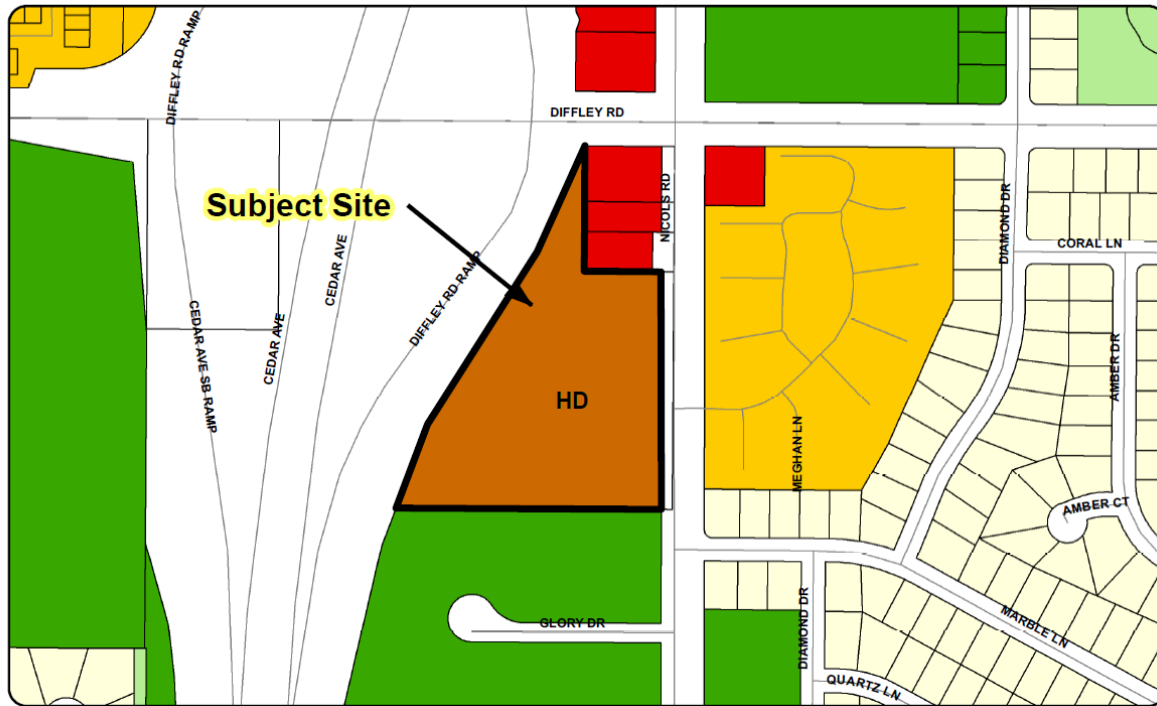 DIFFLEY RD RAMP
DIFFLEY RD
Subject Site
NICOLS RD
DIAMOND DR
CORAL LN
CEDAR AVE
DIFFLEY RD RAMP
CEDAR AVE SB RAMP
CEDAR AVE
AMBER DR
HD
MEGHAN LN
AMBER CT
GLORY DR
DIAMOND DR
MARBLE LN
QUARTZ LN